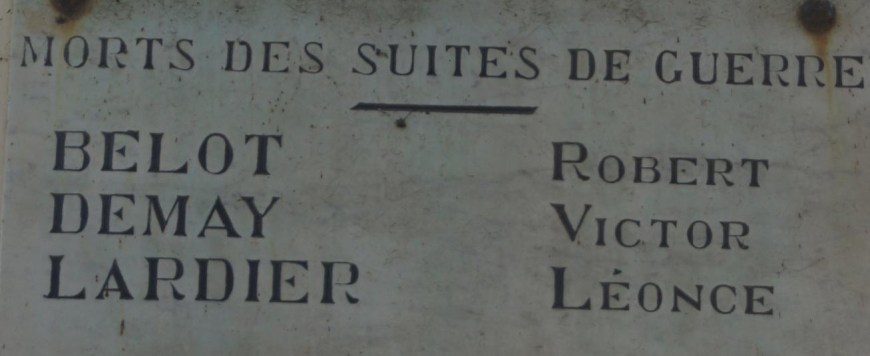 MORTS DES SUITES DE GUERRE
BELOT ROBERT
DEMAY VICTOR
LARDIER LÉONCE